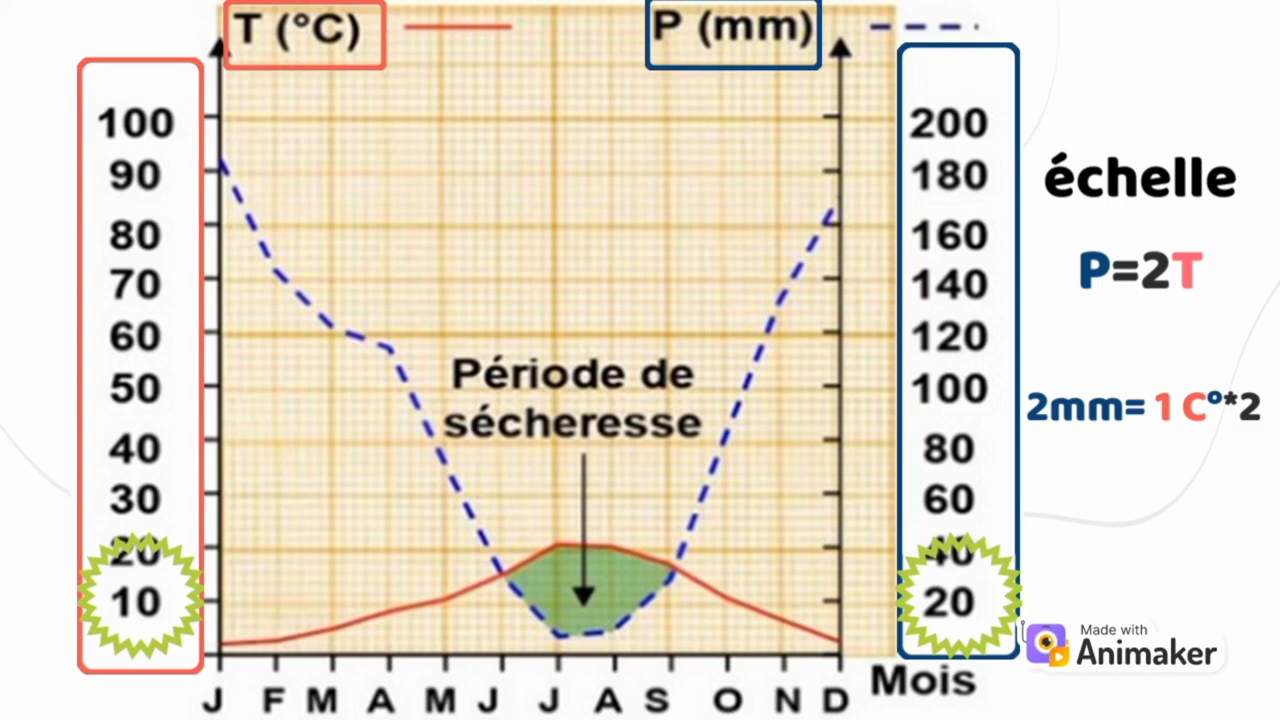 T (°C)
P (mm)
100
90
80
70
60
50
40
30
20
10
Période de
sécheresse
200
180
160
140
120
100
80
60
40
20
J F M A M J J A S O N D
Mois
échelle
P=2T
2mm= 1 C°*2
Made with
Animaker